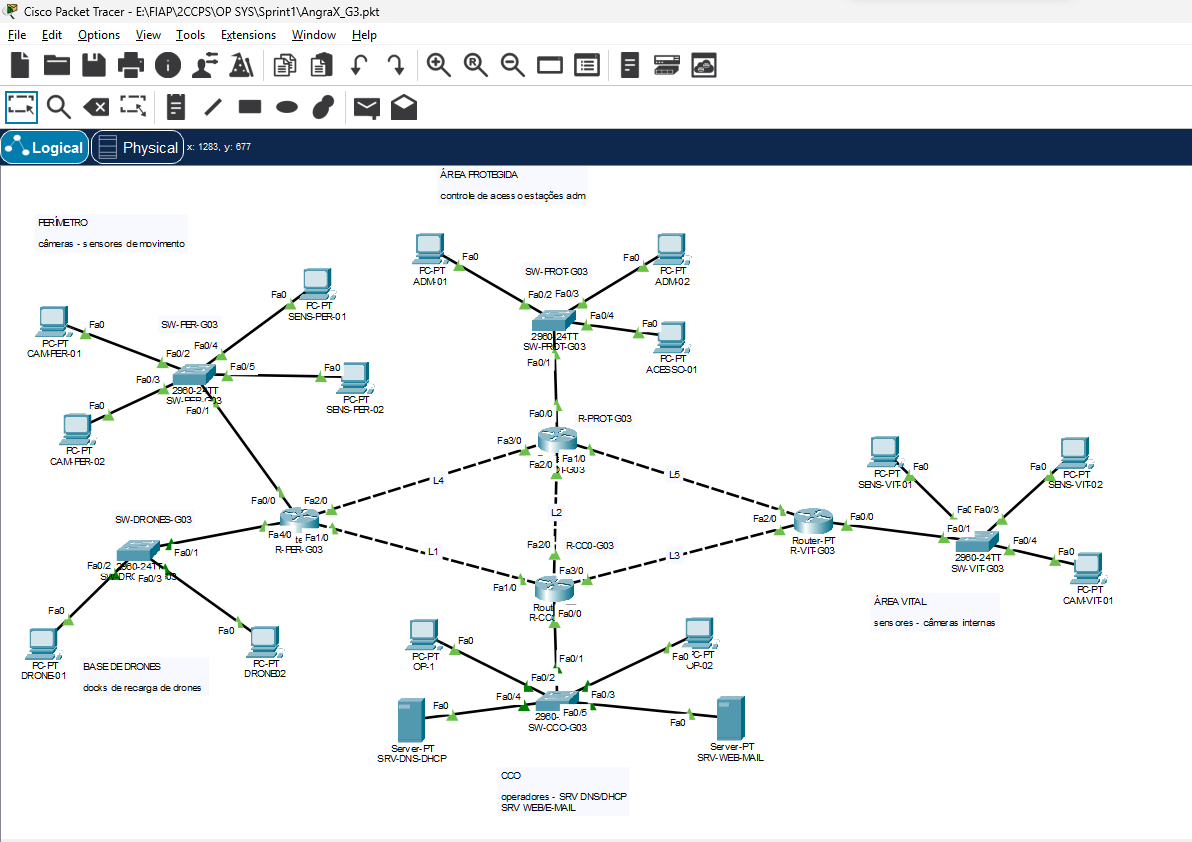 Cisco Packet Tracer - E:\FIAP\2CCPS\OP SYS\Sprint1\AngraX_G3.pkt
File Edit Options View Tools Extensions Window Help
Logical Physical x: 1283, y: 677
ÁREA PROTEGIDA
controle de acesso estações adm
PERÍMETRO
câmeras - sensores de movimento
Fa0
PC-PT
ADM-01
Fa0
PC-PT
ADM-02
SW-PROT-G03
Fa0/2 Fa0/3
Fa0/4
Fa0
PC-PT
ACESSO-01
2960-24TT
SW-PROT-G03
Fa0/1
Fa0
PC-PT
SENS-PER-01
Fa0
PC-PT
CAM-PER-01
SW-PER-G03
Fa0/4
Fa0/2
Fa0/5
Fa0/3
Fa0
PC-PT
SENS-PER-02
2960-24TT
SW-PER-G03
Fa0/1
Fa0
PC-PT
CAM-PER-02
Fa0/0
R-PROT-G03
Fa3/0
Fa1/0
Fa2/0
L4
L5
L2
Fa0/0
Fa2/0
Fa4/0
Fa1/0
R-PER-G03
L1
SW-DRONES-G03
Fa0/1
2960-24TT
Fa0/2
Fa0/3
Fa0
PC-PT
DRONE-01
Fa0
PC-PT
DRONE02
BASE DE DRONES
docks de recarga de drones
Fa2/0
R-CC0-G03
Fa3/0
Fa1/0
Fa0/0
L3
Fa2/0
Fa0/0
Router-PT
R-VIT-G03
Fa0
PC-PT
SENS-VIT-01
Fa0
PC-PT
SENS-VIT-02
Fa0/3
Fa0/1
Fa0/4
2960-24TT
SW-VIT-G03
Fa0
PC-PT
CAM-VIT-01
ÁREA VITAL
sensores - câmeras internas
Fa0
PC-PT
OP-1
Fa0/1
Fa0/2
Fa0/4
Fa0/3
Fa0/5
Fa0
PC-PT
OP-02
2960-
SW-CCO-G03
Fa0
Server-PT
SRV-DNS-DHCP
Fa0
Server-PT
SRV-WEB-MAIL
CCO
operadores - SRV DNS/DHCP
SRV WEB/E-MAIL